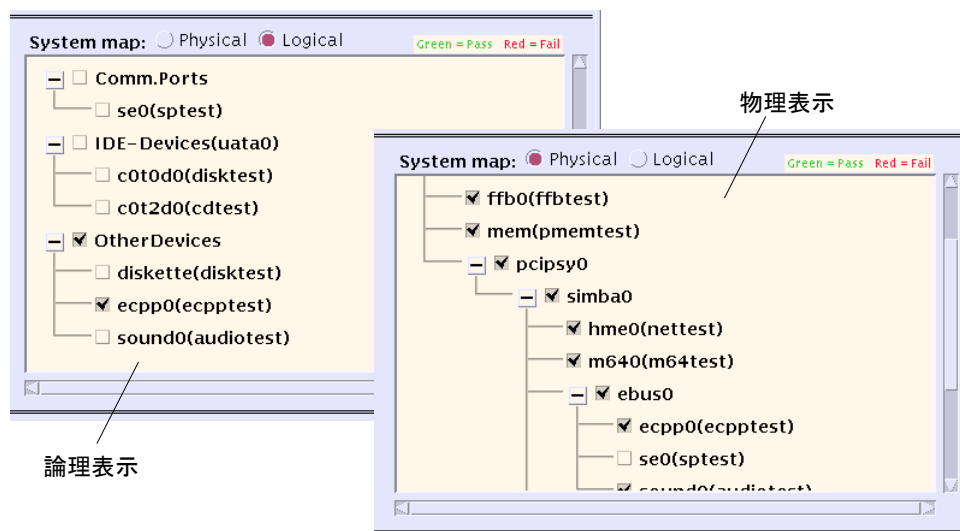 System map: Physical Logical
Green = Pass Red = Fail
Comm.Ports
se0(sptest)
IDE-Devices(uata0)
c0t0d0(disktest)
c0t2d0(cdtest)
OtherDevices
diskette(disktest)
ecpp0(ecpptest)
sound0(audiotest)
論理表示
物理表示
System map: Physical Logical
Green = Pass Red = Fail
ffb0(ffbtest)
mem(pmemtest)
pcipsy0
simba0
hme0(nettest)
m640(m64test)
ebus0
ecpp0(ecpptest)
se0(sptest)
sound0(audiotest)